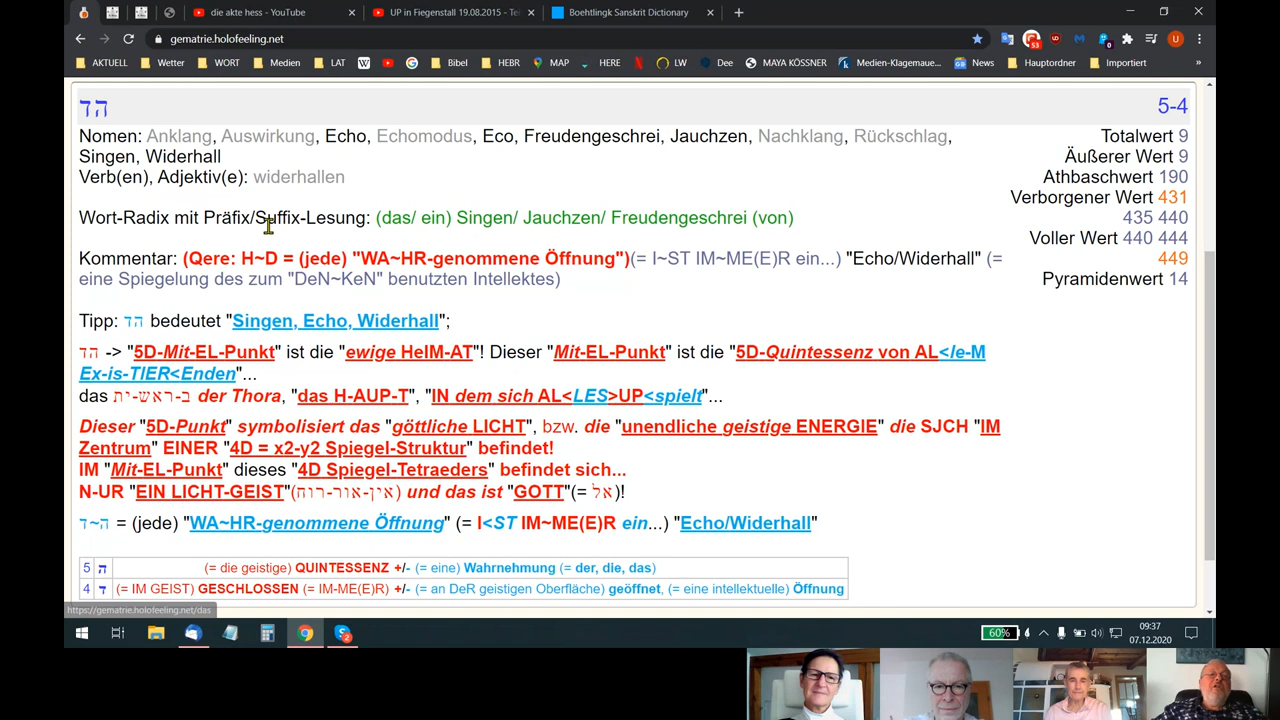 die akte hess - YouTube
UP in Fiegenstall 19.08.2015 - Te
Boehtlingk Sanskrit Dictionary
gematrie.holofeeling.net
53
0
U
AKTUELL Wetter WORT Medien LAT W Bibel HEBR MAP HERE LW Dee MAYA KÖSSNER Medien-Klagemaue... News Hauptordner Importiert »
הד 5-4
Nomen: Anklang, Auswirkung, Echo, Echomodus, Eco, Freudengeschrei, Jauchzen, Nachklang, Rückschlag,
Singen, Widerhall
Verb(en), Adjektiv(e): widerhallen
Totalwert 9
Äußerer Wert 9
Athbaschwert 190
Verborgener Wert 431
435 440
Voller Wert 440 444
449
Pyramidenwert 14
Wort-Radix mit Präfix/Suffix-Lesung: (das/ ein) Singen/ Jauchzen/ Freudengeschrei (von)
Kommentar: (Qere: H~D = (jede) "WA~HR-genommene Öffnung")(= I~ST IM~ME(E)R ein...) "Echo/Widerhall" (=
eine Spiegelung des zum "DeN~KeN" benutzten Intellektes)
Tipp: הד bedeutet "Singen, Echo, Widerhall";
הד -> "5D-Mit-EL-Punkt" ist die "ewige HeIM-AT"! Dieser "Mit-EL-Punkt" ist die "5D-Quintessenz von AL<le-M
Ex-is-TIER<Enden"...
das ב-ראש-ית der Thora, "das H-AUP-T", "IN dem sich AL<LES>UP<spielt"...
Dieser "5D-Punkt" symbolisiert das "göttliche LICHT", bzw. die "unendliche geistige ENERGIE" die SJCH "IM
Zentrum" EINER "4D = x2-y2 Spiegel-Struktur" befindet!
IM "Mit-EL-Punkt" dieses "4D Spiegel-Tetraeders" befindet sich...
N-UR "EIN LICHT-GEIST"(אין-אור-רוח) und das ist "GOTT"(= אל)!
ה~ד = (jede) "WA~HR-genommene Öffnung" (= I<ST IM~ME(E)R ein...) "Echo/Widerhall"
5 ה (= die geistige) QUINTESSENZ +/- (= eine) Wahrnehmung (= der, die, das)
4 ד (= IM GEIST) GESCHLOSSEN (= IM-ME(E)R) +/- (= an DeR geistigen Oberfläche) geöffnet, (= eine intellektuelle) Öffnung
https://gematrie.holofeeling.net/das
60%
09:37
07.12.2020